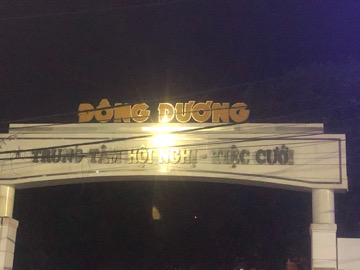 ĐÔNG DƯƠNG
TRUNG TÂM HỘI NGHỊ - TIỆC CƯỚI